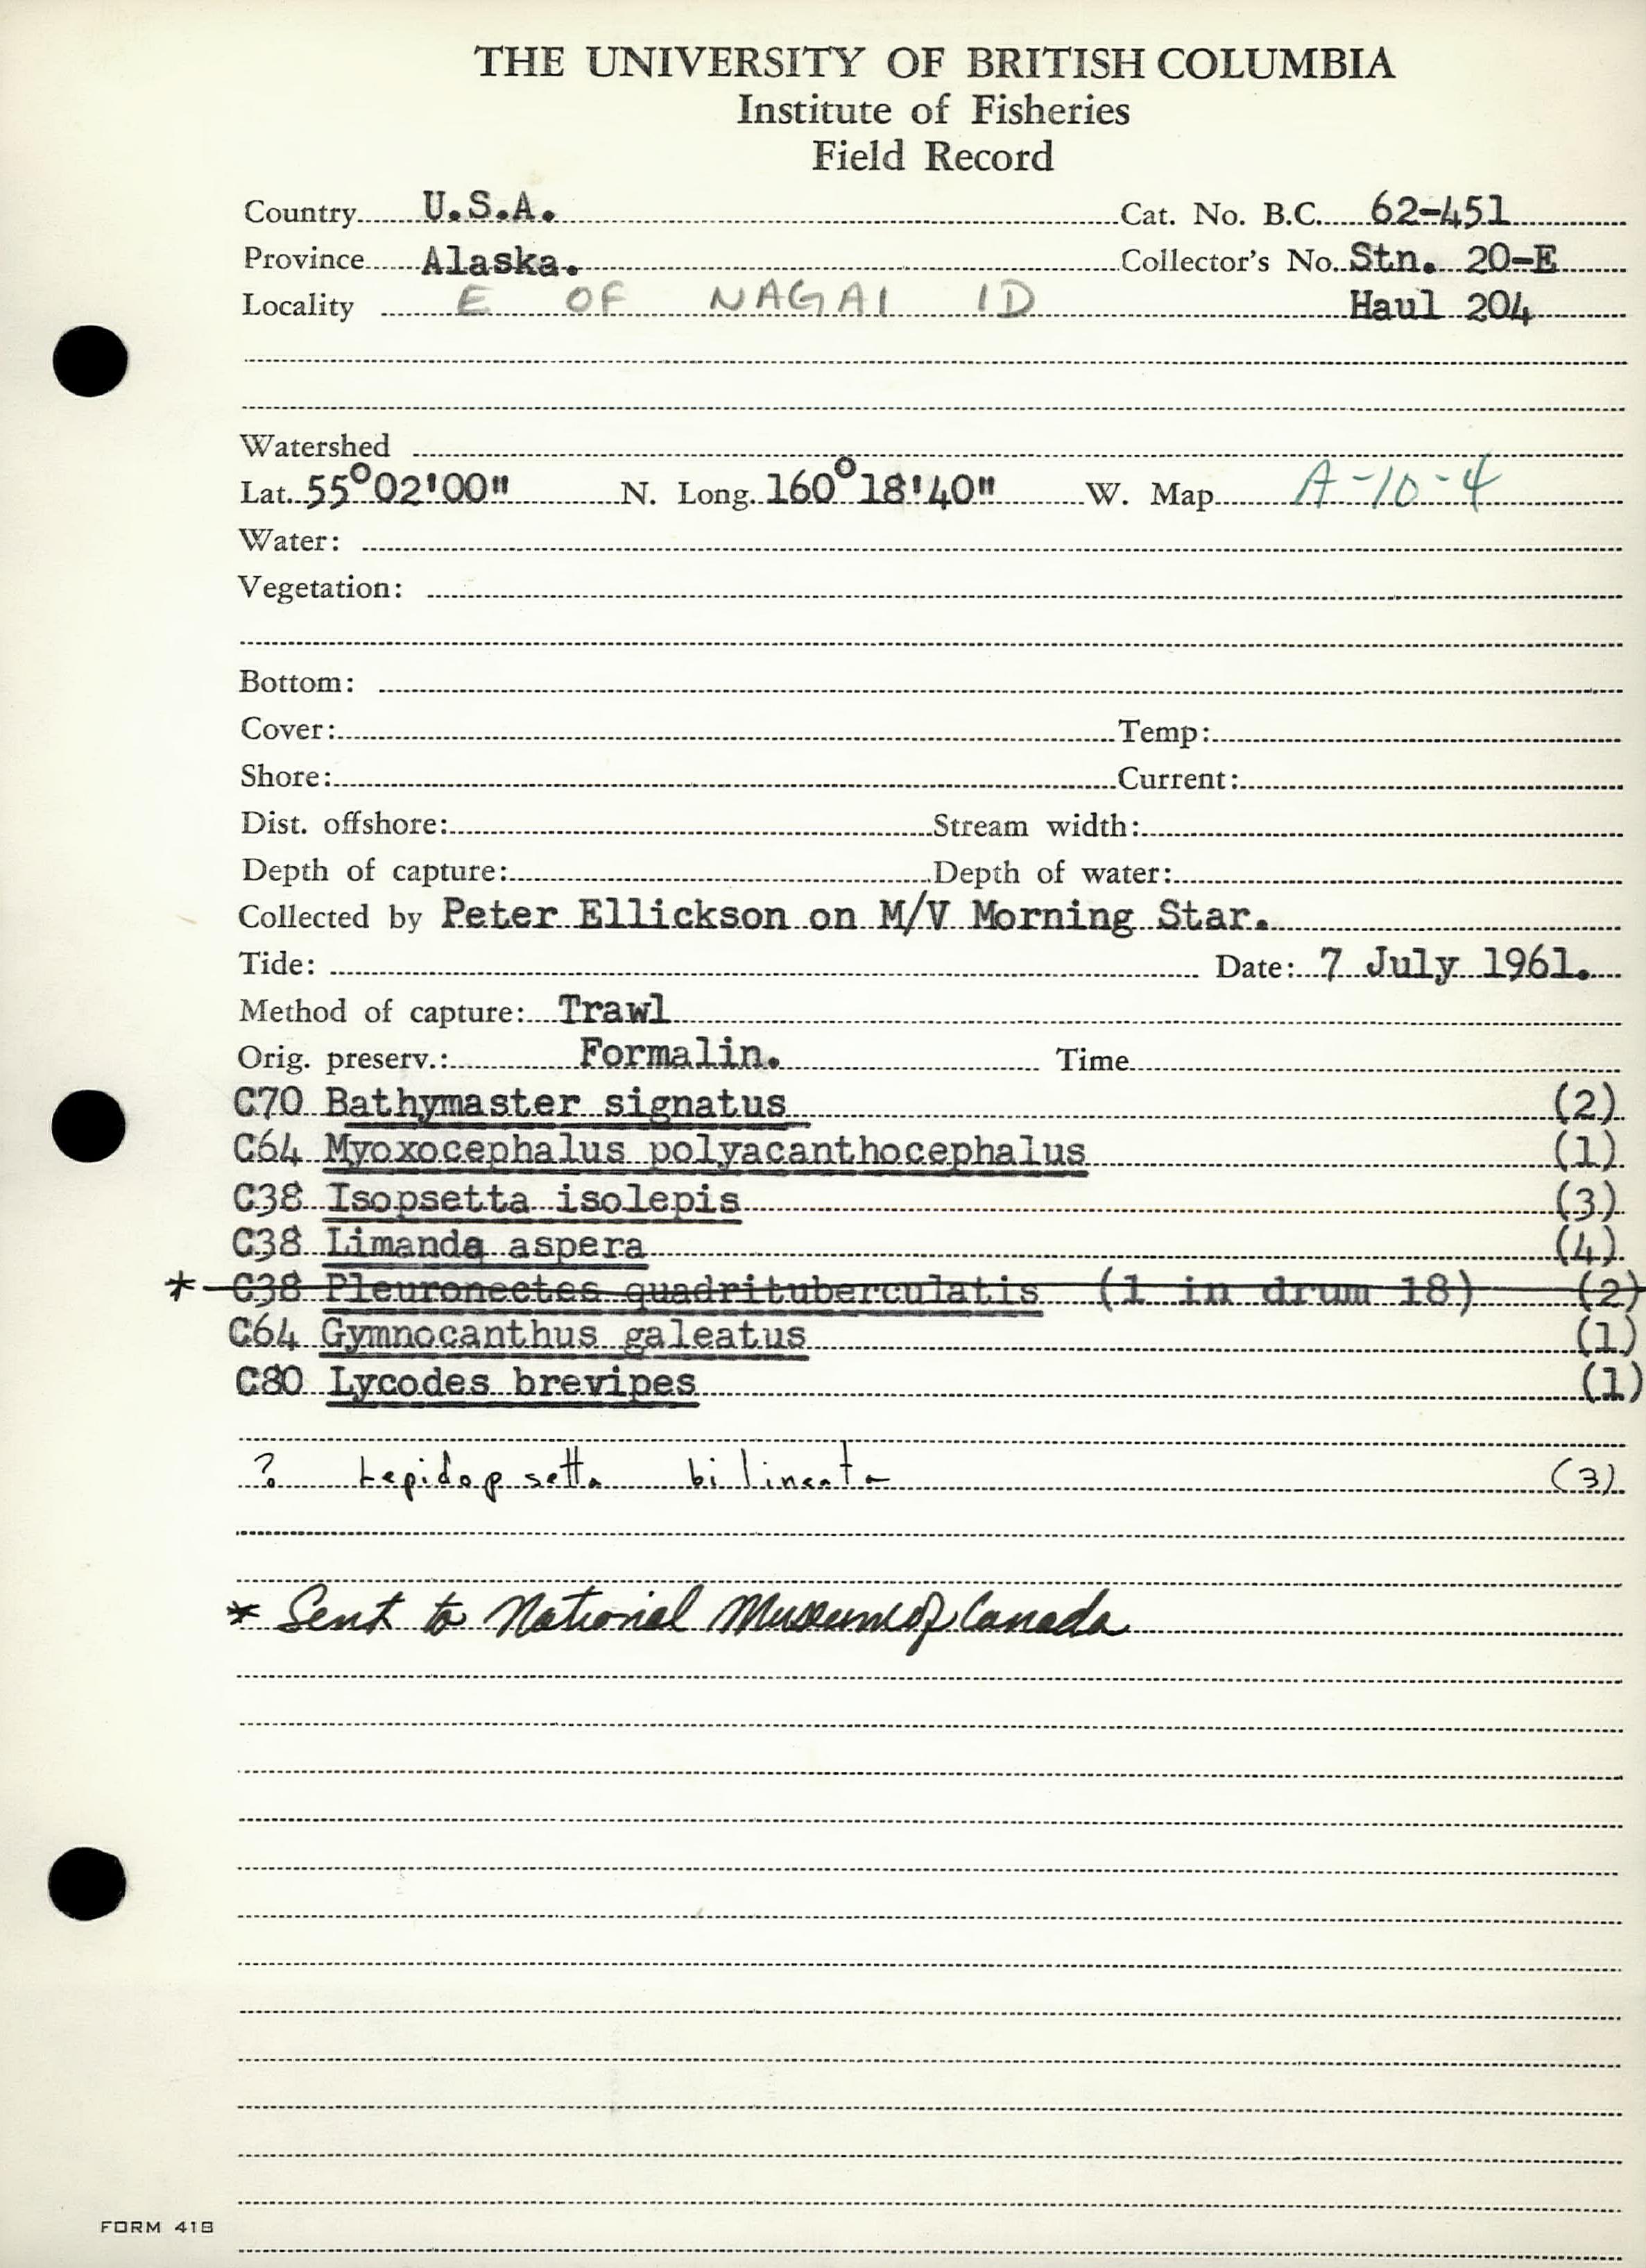 THE UNIVERSITY OF BRITISH COLUMBIA
Institute of Fisheries
Field Record
Country U.S.A. Cat. No. B.C. 62-451
Province Alaska. Collector's No. Stn. 20-E
Locality E OF NAGAI ID Haul 204
Watershed
Lat. 55°02'00" N. Long. 160°18'40" W. Map A-10-4
Water:
Vegetation:
Bottom:
Cover: Temp:
Shore: Current:
Dist. offshore: Stream width:
Depth of capture: Depth of water:
Collected by Peter Ellickson on M/V Morning Star.
Tide: Date: 7 July 1961.
Method of capture: Trawl
Orig. preserv.: Formalin. Time
C70 Bathymaster signatus (2)
C64 Myoxocephalus polyacanthocephalus (1)
C38 Isopsetta isolepis (3)
C38 Limanda aspera (4)
* C38 Pleuronectes quadrituberculatis (1 in drum 18) (2)
C64 Gymnocanthus galeatus (1)
C80 Lycodes brevipes (1)
? Lepidopsetta bilineata (3)
* Sent to National Museum of Canada
FORM 418